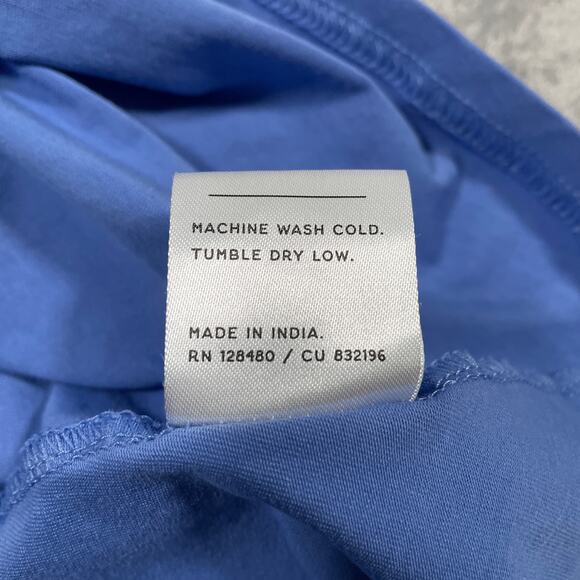 MACHINE WASH COLD.
TUMBLE DRY LOW.
MADE IN INDIA.
RN 128480 / CU 832196